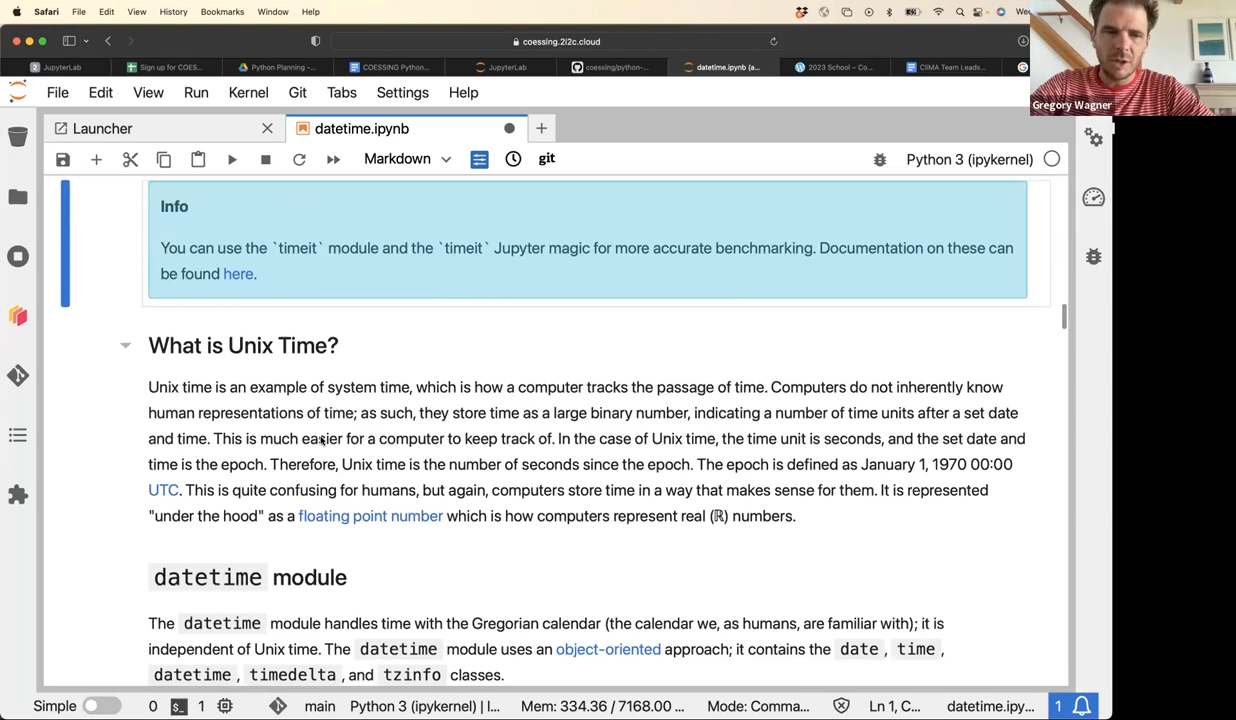 Safari File Edit View History Bookmarks Window Help
coessing.2i2c.cloud
JupyterLab Sign up for COES... Python Planning -... COESSING Python... JupyterLab coessing/python-... datetime.ipynb (a... 2023 School – Co... CliMA Team Leads...
Gregory Wagner
File Edit View Run Kernel Git Tabs Settings Help
Launcher datetime.ipynb
Markdown git Python 3 (ipykernel)
Info
You can use the `timeit` module and the `timeit` Jupyter magic for more accurate benchmarking. Documentation on these can
be found here.
What is Unix Time?
Unix time is an example of system time, which is how a computer tracks the passage of time. Computers do not inherently know
human representations of time; as such, they store time as a large binary number, indicating a number of time units after a set date
and time. This is much easier for a computer to keep track of. In the case of Unix time, the time unit is seconds, and the set date and
time is the epoch. Therefore, Unix time is the number of seconds since the epoch. The epoch is defined as January 1, 1970 00:00
UTC. This is quite confusing for humans, but again, computers store time in a way that makes sense for them. It is represented
"under the hood" as a floating point number which is how computers represent real (ℝ) numbers.
datetime module
The datetime module handles time with the Gregorian calendar (the calendar we, as humans, are familiar with); it is
independent of Unix time. The datetime module uses an object-oriented approach; it contains the date, time,
datetime, timedelta, and tzinfo classes.
Simple 0 1 main Python 3 (ipykernel) | I... Mem: 334.36 / 7168.00 ... Mode: Comma... Ln 1, C... datetime.ipy... 1